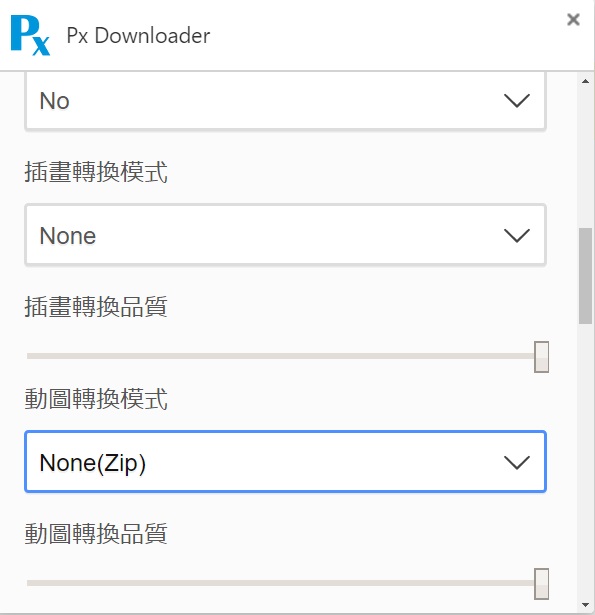 Px
Px Downloader
No
插畫轉換模式
None
插畫轉換品質
動圖轉換模式
None(Zip)
動圖轉換品質